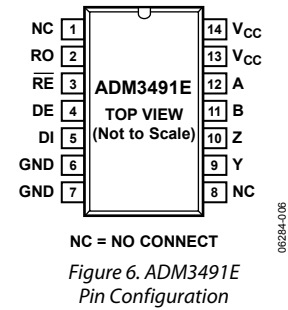 NC 1 14 VCC
RO 2 13 VCC
RE 3 ADM3491E 12 A
DE 4 TOP VIEW 11 B
DI 5 (Not to Scale) 10 Z
GND 6 9 Y
GND 7 8 NC
NC = NO CONNECT
06284-006
Figure 6. ADM3491E
Pin Configuration